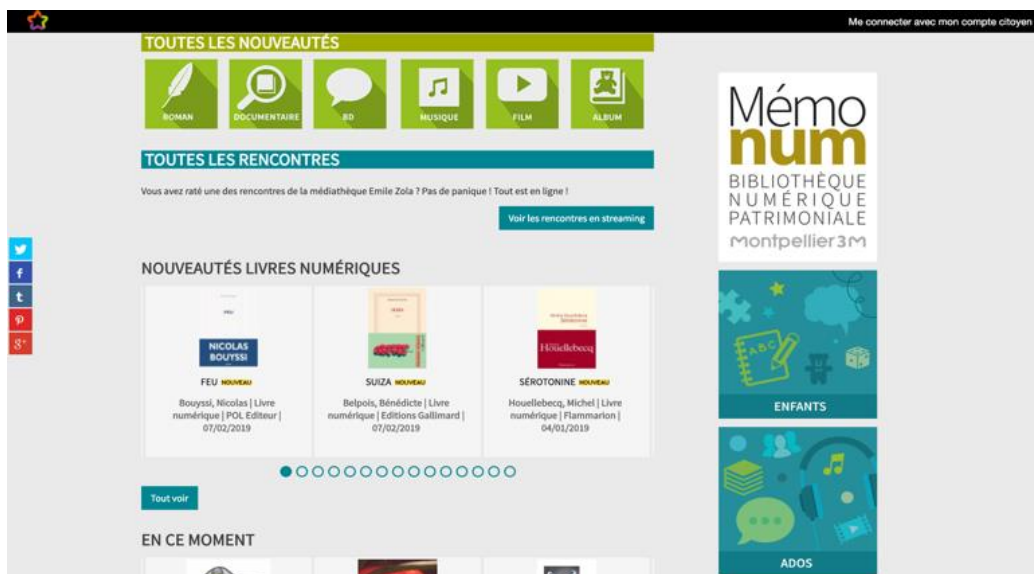 Me connecter avec mon compte citoyen
TOUTES LES NOUVEAUTÉS
ROMAN
DOCUMENTAIRE
BD
MUSIQUE
FILM
ALBUM
TOUTES LES RENCONTRES
Vous avez raté une des rencontres de la médiathèque Emile Zola ? Pas de panique ! Tout est en ligne !
Voir les rencontres en streaming
NOUVEAUTÉS LIVRES NUMÉRIQUES
NICOLAS
BOUYSSI
FEU NOUVEAU
Bouyssi, Nicolas | Livre
numérique | POL Editeur |
07/02/2019
SUIZA NOUVEAU
Belpois, Bénédicte | Livre
numérique | Editions Gallimard |
07/02/2019
Houellebecq
SÉROTONINE NOUVEAU
Houellebecq, Michel | Livre
numérique | Flammarion |
04/01/2019
Tout voir
EN CE MOMENT
Mémo
num
BIBLIOTHÈQUE
NUMÉRIQUE
PATRIMONIALE
montpellier3m
ABC
ENFANTS
ADOS